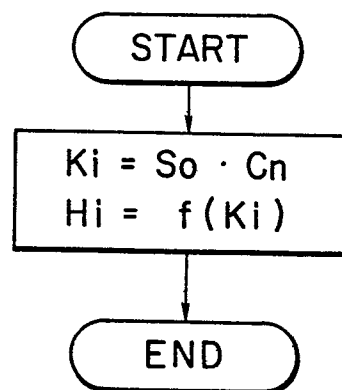 START
Ki = So · Cn
Hi = f(Ki)
END